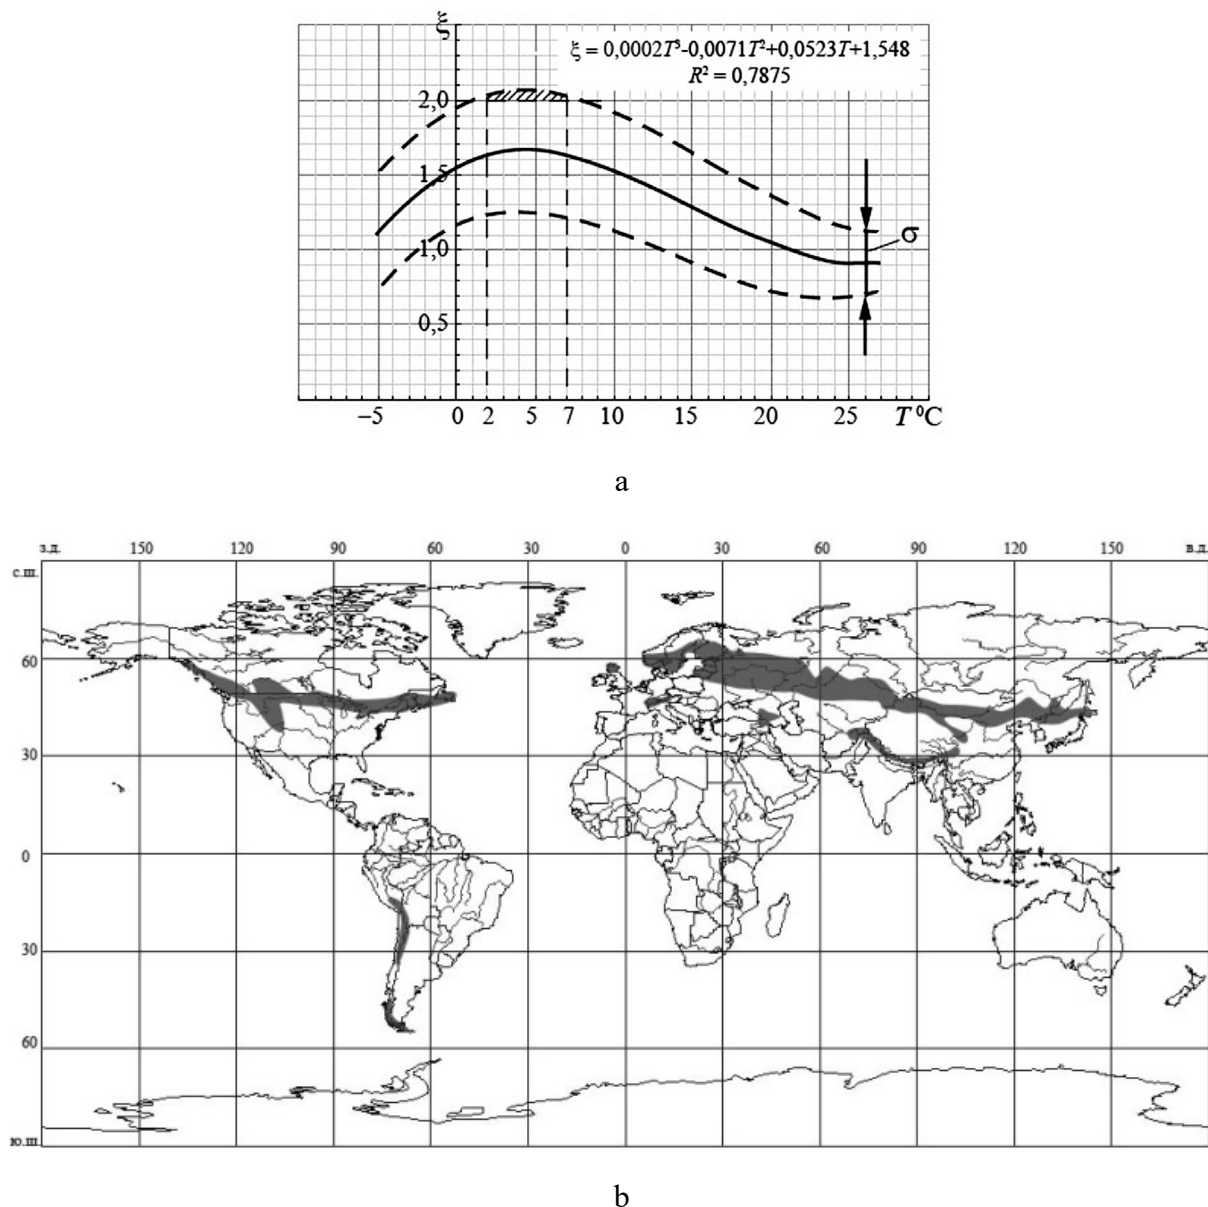 ξ
ξ = 0,0002T³-0,0071T²+0,0523T+1,548
R² = 0,7875
2,0
1,5
1,0
σ
0,5
−5 0 2 5 7 10 15 20 25 T⁰C
a
з.д. 150 120 90 60 30 0 30 60 90 120 150 в.д.
с.ш.
60
30
0
30
60
ю.ш.
b